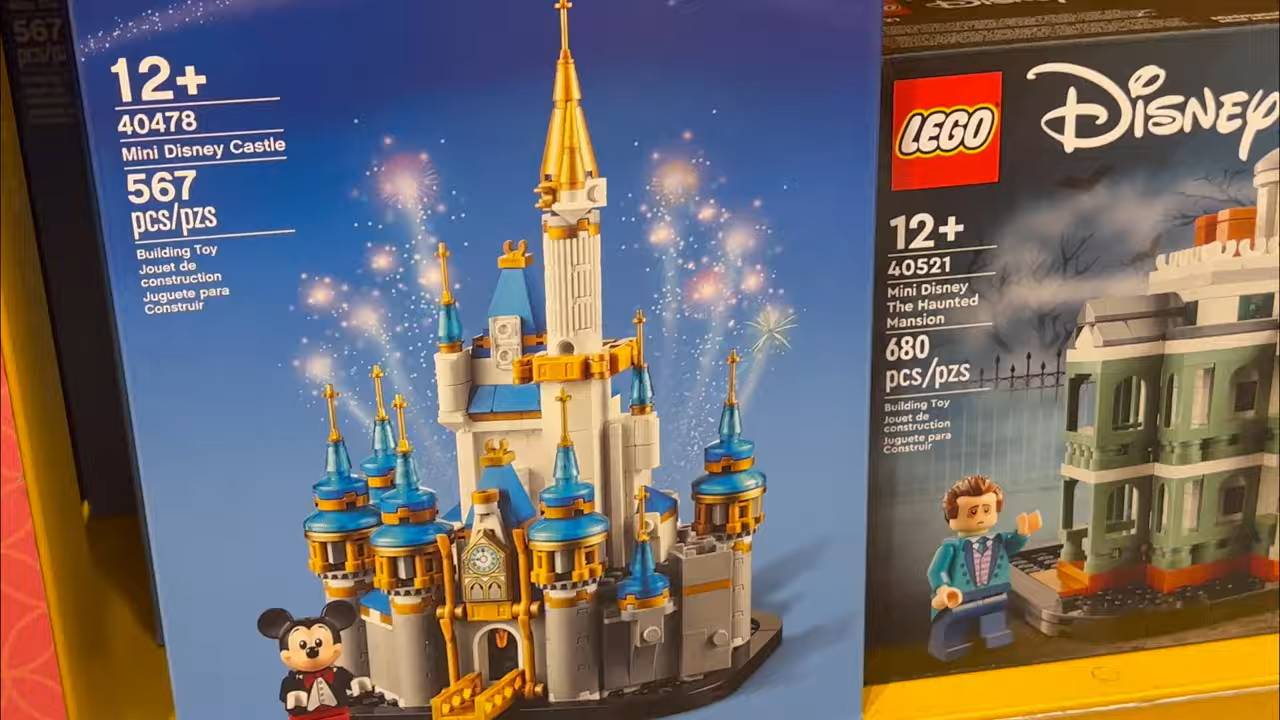 567
pcs/p
12+
40478
Mini Disney Castle
567
pcs/pzs
Building Toy
Jouet de
construction
Juguete para
Construir
LEGO
DISNEY
12+
40521
Mini Disney
The Haunted
Mansion
680
pcs/pzs
Building Toy
Jouet de
construction
Juguete para
Construir